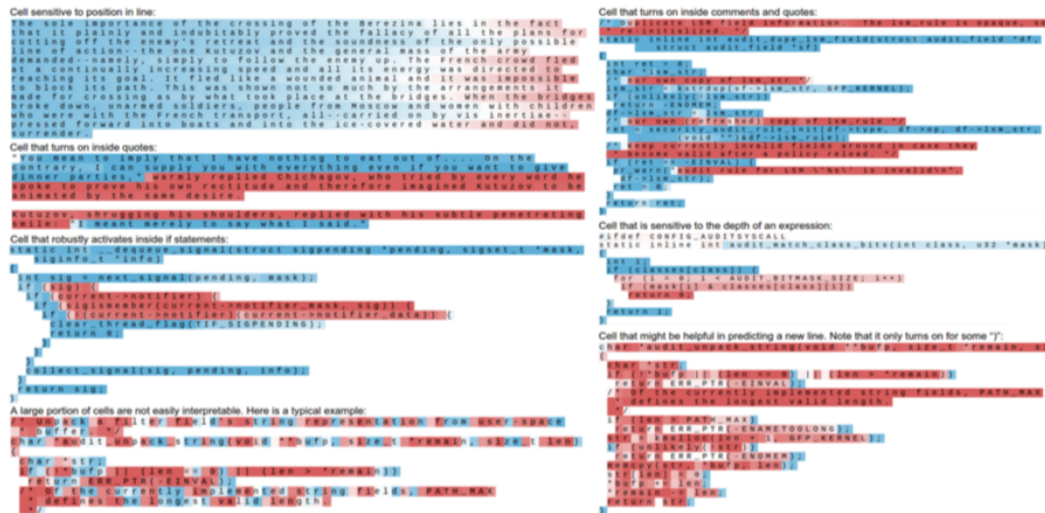 Cell sensitive to position in line:
The sole importance of the crossing of the Berezina lies in the fact
that it plainly and indubitably proved the fallacy of all the plans for
cutting off the enemy's retreat and the soundness of the only possible
line of action--the one Kutuzov and the general mass of the army
demanded--namely, simply to follow the enemy up. The French crowd fled
at a continually increasing speed and all its energy was directed to
reaching its goal. It fled like a wounded animal and it was impossible
to block its path. This was shown not so much by the arrangements it
made for crossing as by what took place at the bridges. When the bridges
broke down, unarmed soldiers, people from Moscow and women with children
who were with the French transport, all--carried on by vis inertiae--
pressed forward into boats and into the ice-covered water and did not,
surrender.
Cell that turns on inside quotes:
"You mean to imply that I have nothing to eat out of.... On the
contrary, I can supply you with everything even if you want to give
dinner parties," warmly replied Chichagov, who tried by every word he
spoke to prove his own rectitude and therefore imagined Kutuzov to be
animated by the same desire.
Kutuzov, shrugging his shoulders, replied with his subtle penetrating
smile: "I meant merely to say what I said."
Cell that robustly activates inside if statements:
static int __dequeue_signal(struct sigpending *pending, sigset_t *mask,
siginfo_t *info)
{
int sig = next_signal(pending, mask);
if (sig) {
if (current->notifier) {
if (sigismember(current->notifier_mask, sig)) {
if (!(current->notifier)(current->notifier_data)) {
clear_thread_flag(TIF_SIGPENDING);
return 0;
}
}
}
collect_signal(sig, pending, info);
}
return sig;
}
A large portion of cells are not easily interpretable. Here is a typical example:
/* Unpack a filter field's string representation from user-space
* buffer. */
char *audit_unpack_string(void **bufp, size_t *remain, size_t len)
{
char *str;
if (!*bufp || (len == 0) || (len > *remain))
return ERR_PTR(-EINVAL);
/* Of the currently implemented string fields, PATH_MAX
* defines the longest valid length.
*/
Cell that turns on inside comments and quotes:
/* Duplicate LSM field information. The lsm_rule is opaque, so
* re-initialized. */
static inline int audit_dupe_lsm_field(struct audit_field *df,
struct audit_field *sf)
{
int ret = 0;
char *lsm_str;
/* our own copy of lsm_str */
lsm_str = kstrdup(sf->lsm_str, GFP_KERNEL);
if (unlikely(!lsm_str))
return -ENOMEM;
df->lsm_str = lsm_str;
/* our own (refreshed) copy of lsm_rule */
ret = security_audit_rule_init(df->type, df->op, df->lsm_str,
(void **)&df->lsm_rule);
/* Keep currently invalid fields around in case they
* become valid after a policy reload. */
if (ret == -EINVAL) {
pr_warn("audit rule for LSM \'%s\' is invalid\n",
df->lsm_str);
ret = 0;
}
return ret;
}
Cell that is sensitive to the depth of an expression:
#ifdef CONFIG_AUDITSYSCALL
static inline int audit_match_class_bits(int class, u32 *mask)
{
int i;
if (classes[class]) {
for (i = 0; i < AUDIT_BITMASK_SIZE; i++)
if (mask[i] & classes[class][i])
return 0;
}
return 1;
}
Cell that might be helpful in predicting a new line. Note that it only turns on for some ")":
char *audit_unpack_string(void **bufp, size_t *remain, si
{
char *str;
if (!*bufp || (len == 0) || (len > *remain))
return ERR_PTR(-EINVAL);
/* Of the currently implemented string fields, PATH_MAX
* defines the longest valid length.
*/
if (len > PATH_MAX)
return ERR_PTR(-ENAMETOOLONG);
str = kmalloc(len + 1, GFP_KERNEL);
if (unlikely(!str))
return ERR_PTR(-ENOMEM);
memcpy(str, *bufp, len);
str[len] = 0;
*bufp += len;
*remain -= len;
return str;
}